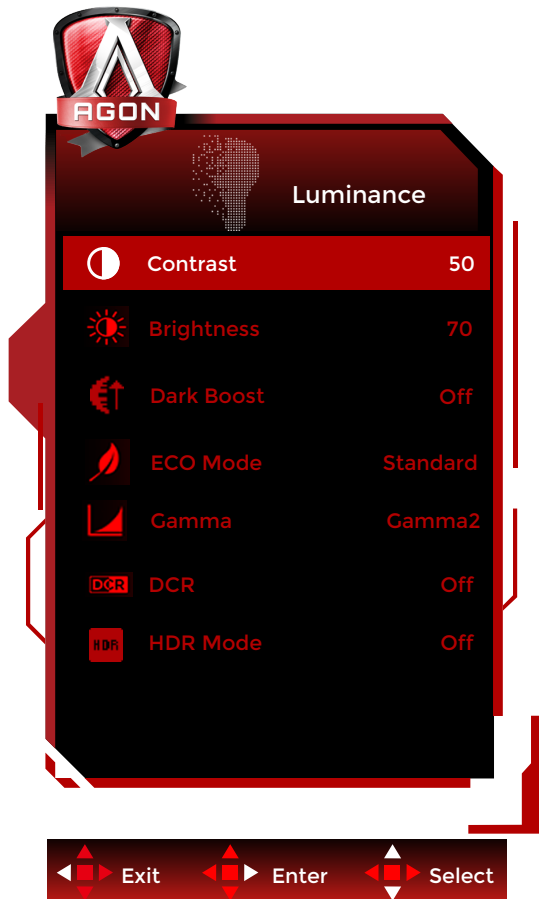 AGON
Luminance
Contrast 50
Brightness 70
Dark Boost Off
ECO Mode Standard
Gamma Gamma2
DCR DCR Off
HDR HDR Mode Off
Exit Enter Select